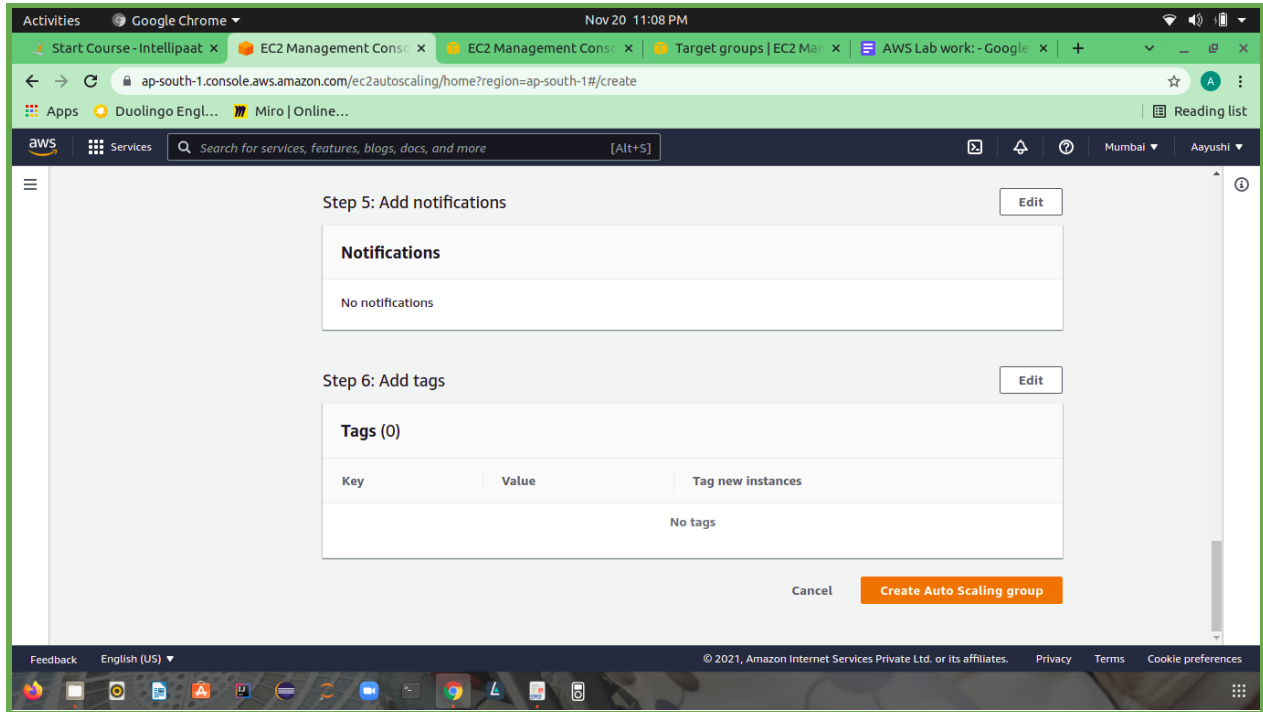 Activities Google Chrome Nov 20 11:08 PM
Start Course - Intellipaat EC2 Management Conso EC2 Management Conso Target groups | EC2 Man AWS Lab work: - Google
ap-south-1.console.aws.amazon.com/ec2autoscaling/home?region=ap-south-1#/create A
Apps Duolingo Engl... Miro | Online... Reading list
aws Services Search for services, features, blogs, docs, and more [Alt+S] Mumbai Aayushi
Step 5: Add notifications Edit
Notifications
No notifications
Step 6: Add tags Edit
Tags (0)
Key Value Tag new instances
No tags
Cancel Create Auto Scaling group
Feedback English (US) © 2021, Amazon Internet Services Private Ltd. or its affiliates. Privacy Terms Cookie preferences